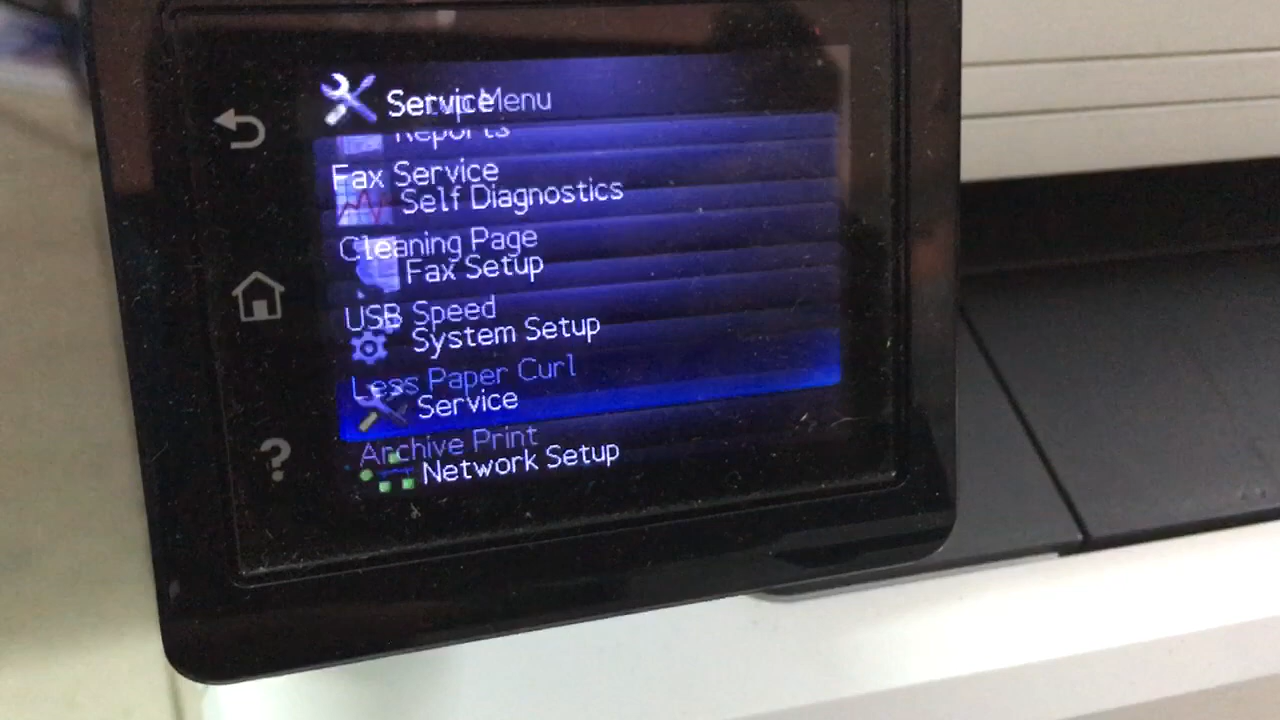 Service
Menu
Reports
Fax Service
Self Diagnostics
Cleaning Page
Fax Setup
USB Speed
System Setup
Less Paper Curl
Service
Archive Print
Network Setup
?